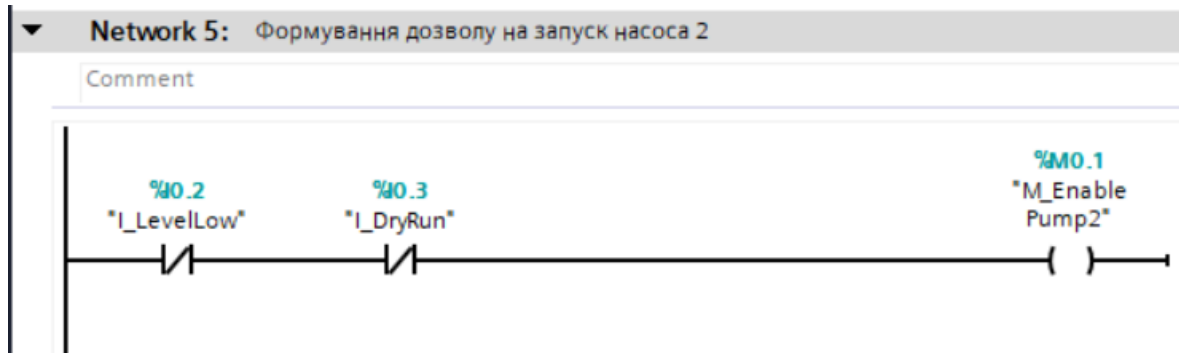 Network 5: Формування дозволу на запуск насоса 2
Comment
%M0.1
%I0.2 %I0.3 "M_Enable
"I_LevelLow" "I_DryRun" Pump2"